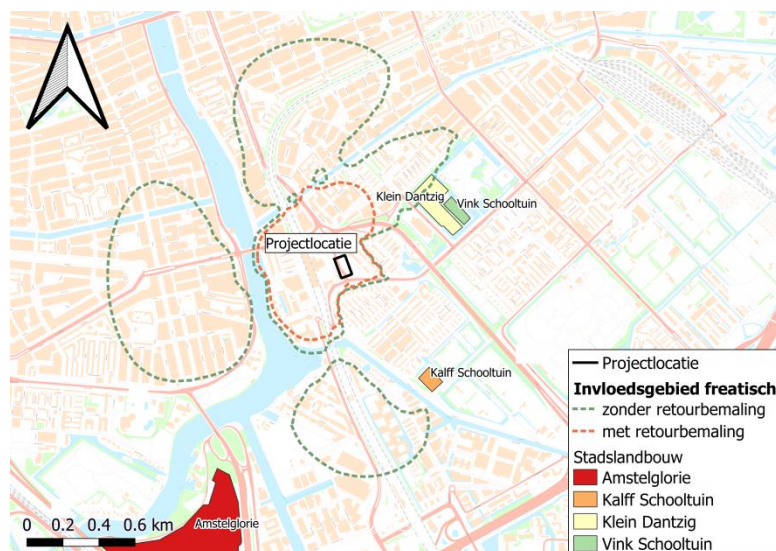 Klein Dantzig
Vink Schooltuin
Projectlocatie
Kalff Schooltuin
Amstelglorie
0 0.2 0.4 0.6 km
Projectlocatie
Invloedsgebied freatisch
zonder retourbemaling
met retourbemaling
Stadslandbouw
Amstelglorie
Kalff Schooltuin
Klein Dantzig
Vink Schooltuin